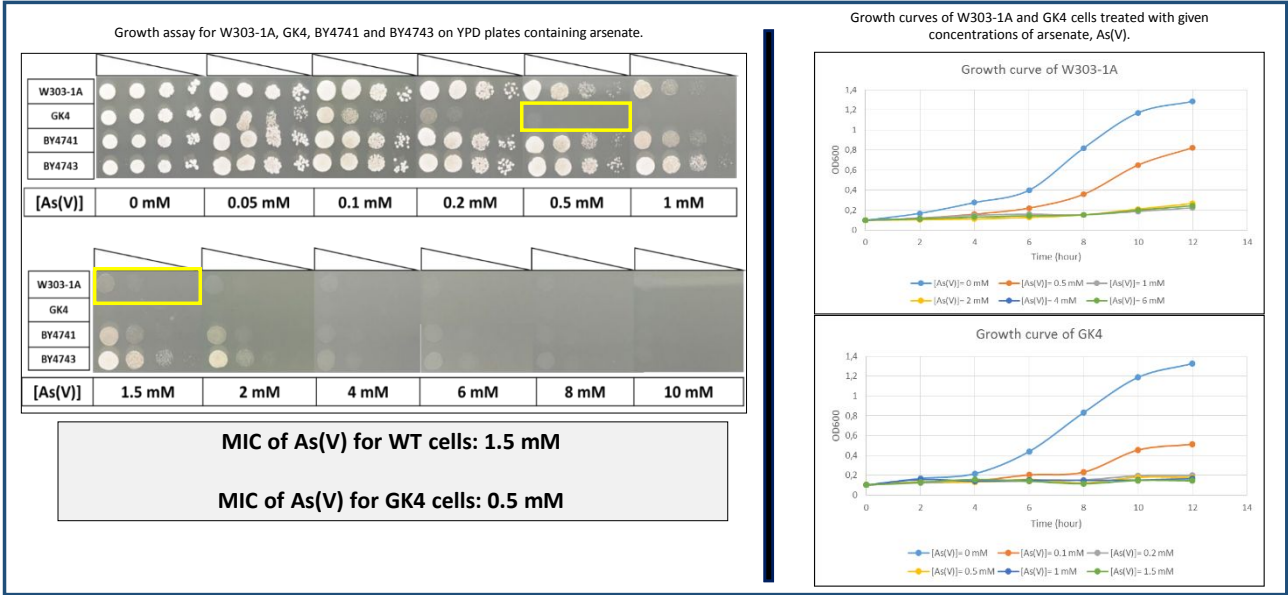 Growth assay for W303-1A, GK4, BY4741 and BY4743 on YPD plates containing arsenate.
W303-1A
GK4
BY4741
BY4743
[As(V)] 0 mM 0.05 mM 0.1 mM 0.2 mM 0.5 mM 1 mM
W303-1A
GK4
BY4741
BY4743
[As(V)] 1.5 mM 2 mM 4 mM 6 mM 8 mM 10 mM
MIC of As(V) for WT cells: 1.5 mM
MIC of As(V) for GK4 cells: 0.5 mM
Growth curves of W303-1A and GK4 cells treated with given
concentrations of arsenate, As(V).
Growth curve of W303-1A
1,4
1,2
1
0,8
0,6
0,4
0,2
0
OD600
0 2 4 6 8 10 12 14
Time (hour)
[As(V)]= 0 mM [As(V)]= 0.5 mM [As(V)]= 1 mM
[As(V)]= 2 mM [As(V)]= 4 mM [As(V)]= 6 mM
Growth curve of GK4
1,4
1,2
1
0,8
0,6
0,4
0,2
0
OD600
0 2 4 6 8 10 12 14
Time (hour)
[As(V)]= 0 mM [As(V)]= 0.1 mM [As(V)]= 0.2 mM
[As(V)]= 0.5 mM [As(V)]= 1 mM [As(V)]= 1.5 mM